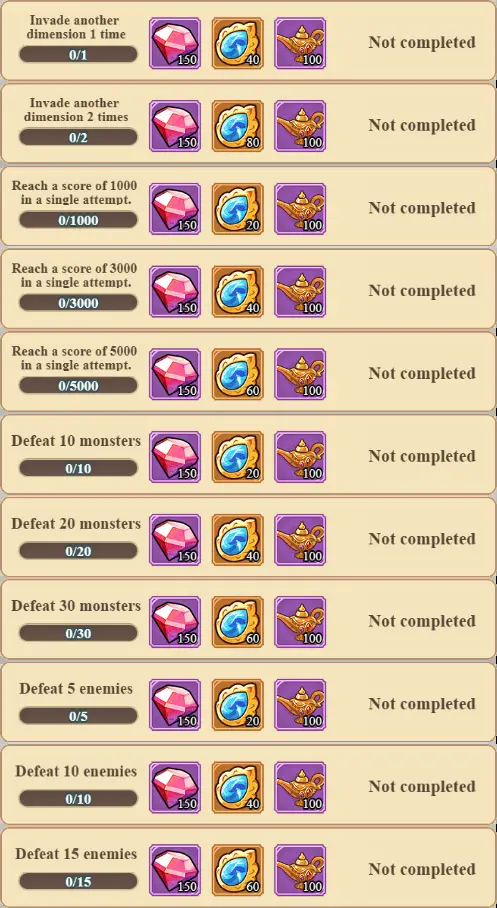 Invade another
dimension 1 time
0/1
150
40
100
Not completed
Invade another
dimension 2 times
0/2
150
80
100
Not completed
Reach a score of 1000
in a single attempt.
0/1000
150
20
100
Not completed
Reach a score of 3000
in a single attempt.
0/3000
150
40
100
Not completed
Reach a score of 5000
in a single attempt.
0/5000
150
60
100
Not completed
Defeat 10 monsters
0/10
150
20
100
Not completed
Defeat 20 monsters
0/20
150
40
100
Not completed
Defeat 30 monsters
0/30
150
60
100
Not completed
Defeat 5 enemies
0/5
150
20
100
Not completed
Defeat 10 enemies
0/10
150
40
100
Not completed
Defeat 15 enemies
0/15
150
60
100
Not completed